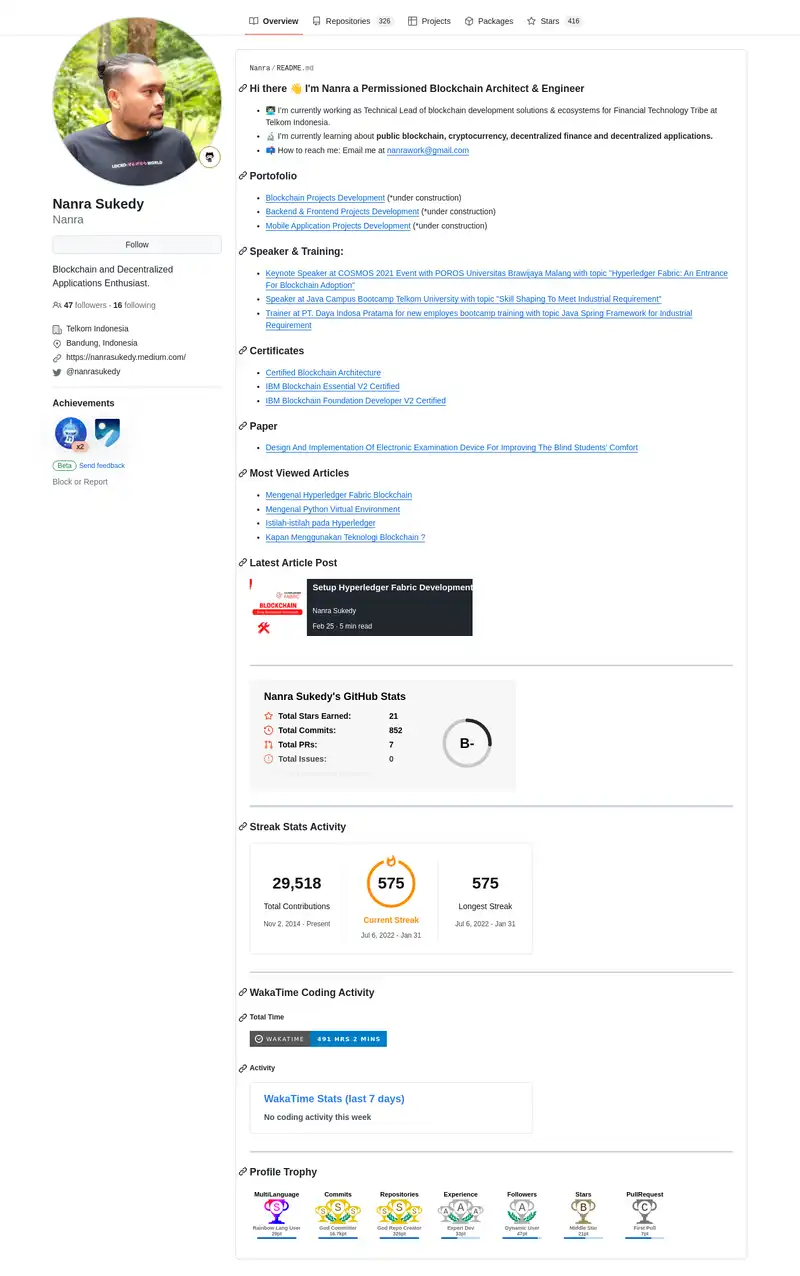 Overview
Repositories 326
Projects
Packages
Stars 416
Nanra Sukedy
Nanra
Follow
Blockchain and Decentralized
Applications Enthusiast.
47 followers · 16 following
Telkom Indonesia
Bandung, Indonesia
https://nanrasukedy.medium.com/
@nanrasukedy
Achievements
x2
Beta Send feedback
Block or Report
Nanra / README.md
Hi there 👋 I'm Nanra a Permissioned Blockchain Architect & Engineer
I'm currently working as Technical Lead of blockchain development solutions & ecosystems for Financial Technology Tribe at
Telkom Indonesia.
I'm currently learning about public blockchain, cryptocurrency, decentralized finance and decentralized applications.
How to reach me: Email me at nanrawork@gmail.com
Portofolio
Blockchain Projects Development (*under construction)
Backend & Frontend Projects Development (*under construction)
Mobile Application Projects Development (*under construction)
Speaker & Training:
Keynote Speaker at COSMOS 2021 Event with POROS Universitas Brawijaya Malang with topic "Hyperledger Fabric: An Entrance
For Blockchain Adoption"
Speaker at Java Campus Bootcamp Telkom University with topic "Skill Shaping To Meet Industrial Requirement"
Trainer at PT. Daya Indosa Pratama for new employes bootcamp training with topic Java Spring Framework for Industrial
Requirement
Certificates
Certified Blockchain Architecture
IBM Blockchain Essential V2 Certified
IBM Blockchain Foundation Developer V2 Certified
Paper
Design And Implementation Of Electronic Examination Device For Improving The Blind Students' Comfort
Most Viewed Articles
Mengenal Hyperledger Fabric Blockchain
Mengenal Python Virtual Environment
Istilah-istilah pada Hyperledger
Kapan Menggunakan Teknologi Blockchain ?
Latest Article Post
BLOCKCHAIN
Setup Hyperledger Fabric Development
Nanra Sukedy
Feb 25 · 5 min read
Nanra Sukedy's GitHub Stats
Total Stars Earned: 21
Total Commits: 852
Total PRs: 7
Total Issues: 0
B-
Streak Stats Activity
29,518
Total Contributions
Nov 2, 2014 - Present
575
Current Streak
Jul 6, 2022 - Jan 31
575
Longest Streak
Jul 6, 2022 - Jan 31
WakaTime Coding Activity
Total Time
WAKATIME 491 HRS 2 MINS
Activity
WakaTime Stats (last 7 days)
No coding activity this week
Profile Trophy
MultiLanguage Commits Repositories Experience Followers Stars PullRequest
S S S S S S S A A A A B C
Rainbow Lang User God Committer God Repo Creator Expert Dev Dynamic User Middle Star First Pull
29pt 16.7kpt 326pt 33pt 47pt 21pt 7pt